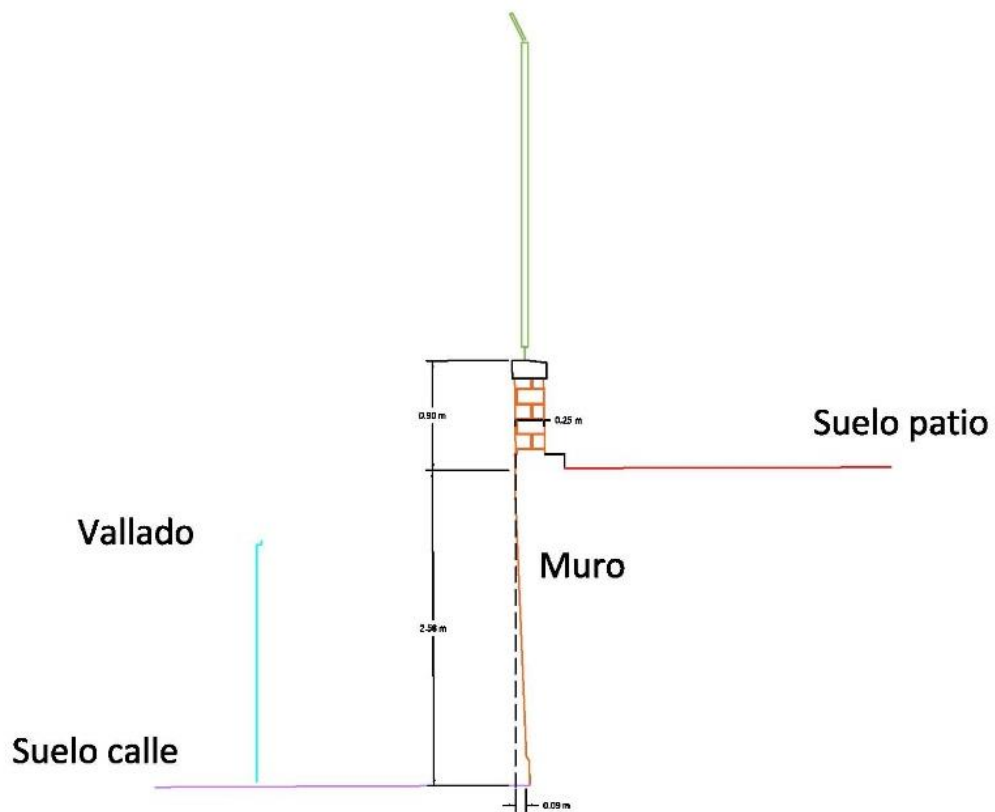 0.90 m
0.25 m
Suelo patio
Vallado
Muro
2.56 m
Suelo calle
0.09 m